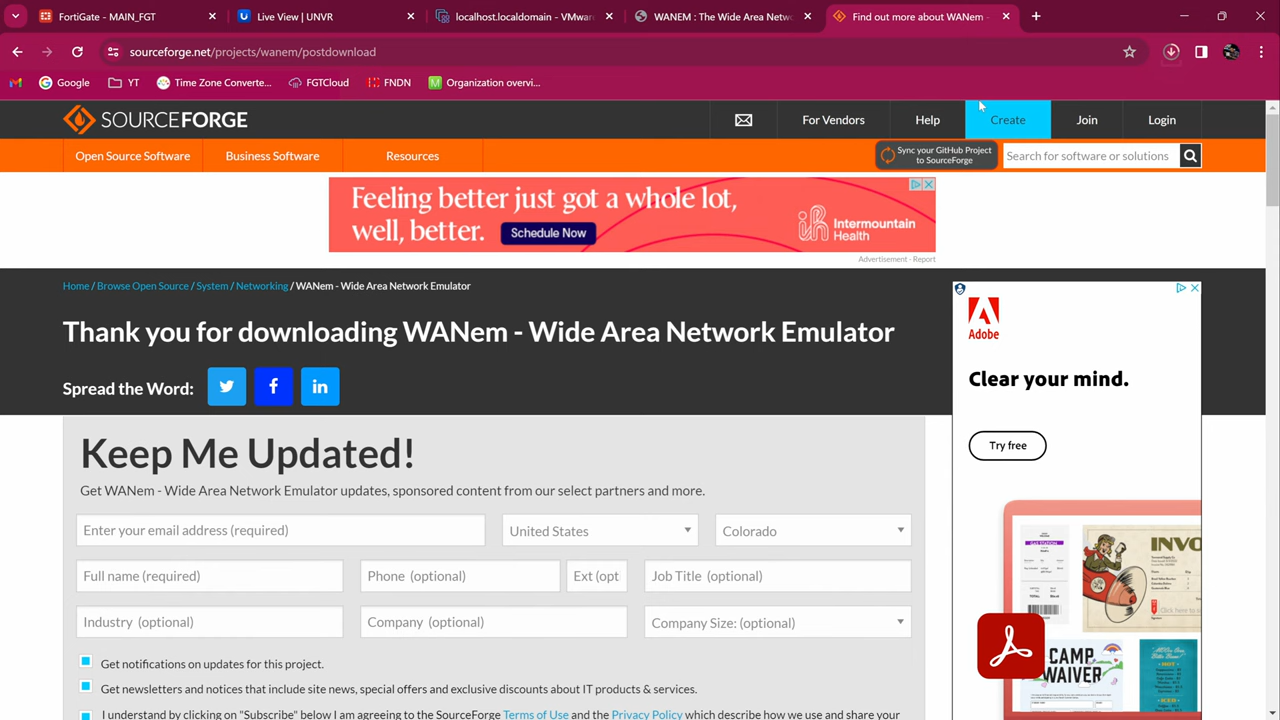 FortiGate - MAIN_FGT
Live View | UNVR
localhost.localdomain - VMwar
WANEM : The Wide Area Netwo
Find out more about WANem -
sourceforge.net/projects/wanem/postdownload
Google
YT
Time Zone Converte...
FGTCloud
FNDN
Organization overvi...
SOURCEFORGE
For Vendors
Help
Create
Join
Login
Open Source Software
Business Software
Resources
Sync your GitHub Project
to SourceForge
Search for software or solutions
Feeling better just got a whole lot,
well, better.
Schedule Now
Intermountain
Health
Advertisement - Report
Home / Browse Open Source / System / Networking / WANem - Wide Area Network Emulator
Thank you for downloading WANem - Wide Area Network Emulator
Spread the Word:
Adobe
Clear your mind.
Try free
Keep Me Updated!
Get WANem - Wide Area Network Emulator updates, sponsored content from our select partners and more.
Enter your email address (required)
United States
Colorado
Full name (required)
Phone (optional)
Ext (opt
Job Title (optional)
Industry (optional)
Company (optional)
Company Size: (optional)
Get notifications on updates for this project.
Get newsletters and notices that include site news, special offers and exclusive discounts about IT products & services.
I understand by clicking on "Subscribe" below
Terms of Use and the Privacy Policy which describe how we use and share your
INVO
CAMP
WAIVER